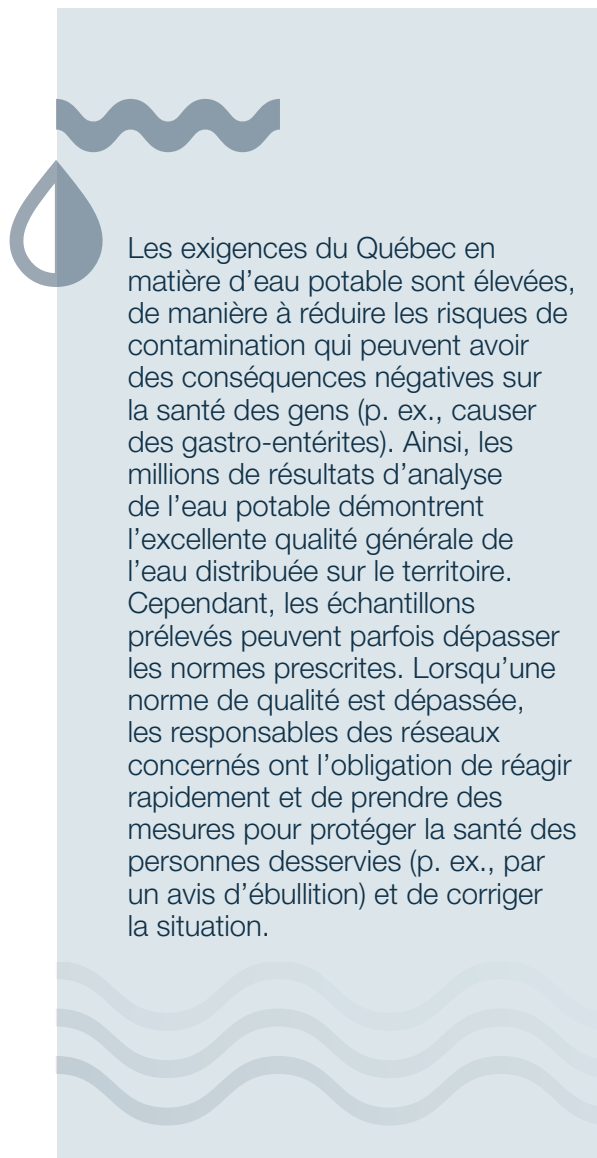 Les exigences du Québec en
matière d’eau potable sont élevées,
de manière à réduire les risques de
contamination qui peuvent avoir
des conséquences négatives sur
la santé des gens (p. ex., causer
des gastro-entérites). Ainsi, les
millions de résultats d’analyse
de l’eau potable démontrent
l’excellente qualité générale de
l’eau distribuée sur le territoire.
Cependant, les échantillons
prélevés peuvent parfois dépasser
les normes prescrites. Lorsqu’une
norme de qualité est dépassée,
les responsables des réseaux
concernés ont l’obligation de réagir
rapidement et de prendre des
mesures pour protéger la santé des
personnes desservies (p. ex., par
un avis d’ébullition) et de corriger
la situation.